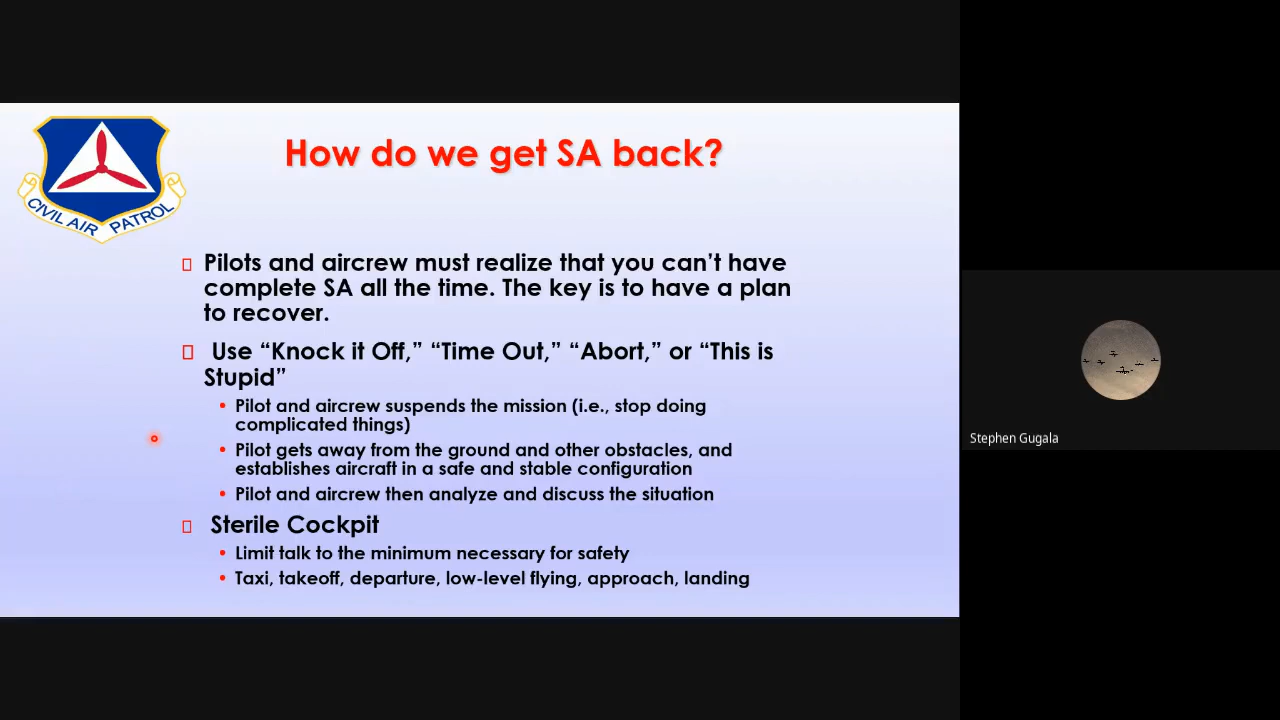 How do we get SA back?
CIVIL AIR PATROL
Pilots and aircrew must realize that you can’t have
complete SA all the time. The key is to have a plan
to recover.
Use “Knock it Off,” “Time Out,” “Abort,” or “This is
Stupid”
• Pilot and aircrew suspends the mission (i.e., stop doing
complicated things)
• Pilot gets away from the ground and other obstacles, and
establishes aircraft in a safe and stable configuration
• Pilot and aircrew then analyze and discuss the situation
Sterile Cockpit
• Limit talk to the minimum necessary for safety
• Taxi, takeoff, departure, low-level flying, approach, landing
Stephen Gugala